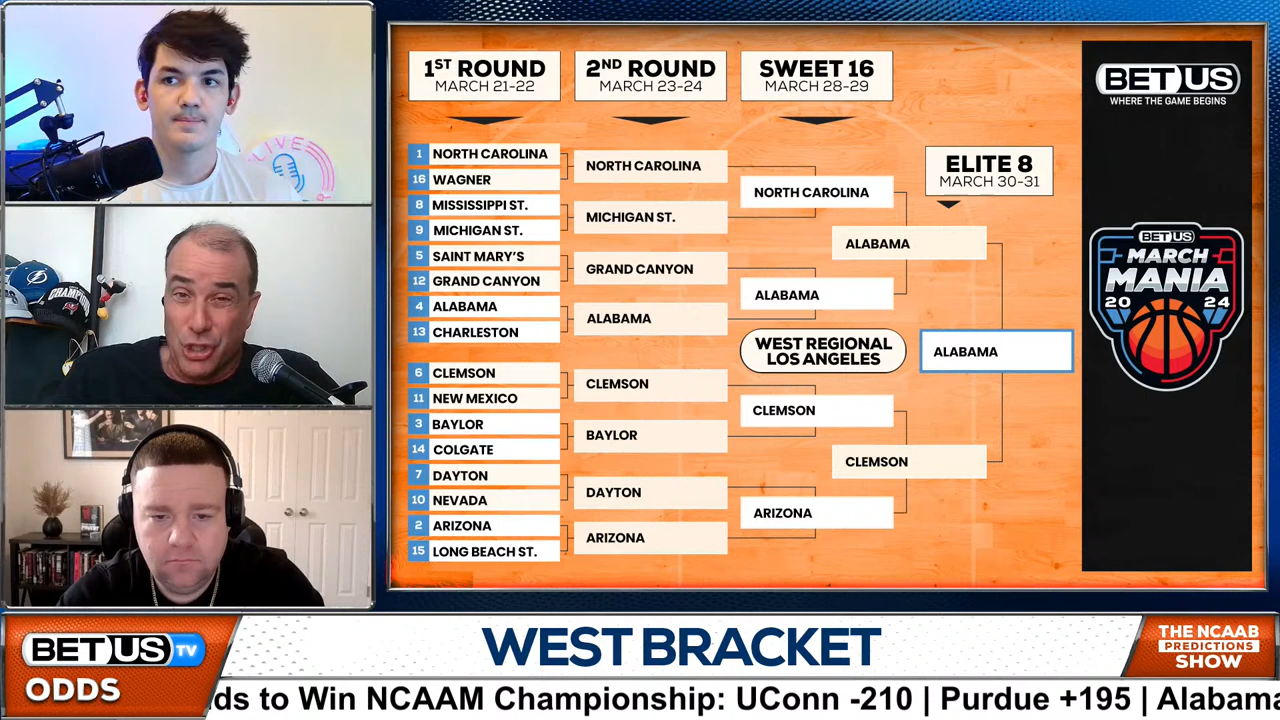 LIVE
CHAMPIONS
1ST ROUND
MARCH 21-22
2ND ROUND
MARCH 23-24
SWEET 16
MARCH 28-29
ELITE 8
MARCH 30-31
1 NORTH CAROLINA
16 WAGNER
8 MISSISSIPPI ST.
9 MICHIGAN ST.
5 SAINT MARY'S
12 GRAND CANYON
4 ALABAMA
13 CHARLESTON
6 CLEMSON
11 NEW MEXICO
3 BAYLOR
14 COLGATE
7 DAYTON
10 NEVADA
2 ARIZONA
15 LONG BEACH ST.
NORTH CAROLINA
MICHIGAN ST.
GRAND CANYON
ALABAMA
CLEMSON
BAYLOR
DAYTON
ARIZONA
NORTH CAROLINA
ALABAMA
WEST REGIONAL
LOS ANGELES
CLEMSON
ARIZONA
ALABAMA
CLEMSON
ALABAMA
BETUS
WHERE THE GAME BEGINS
BETUS
MARCH
MANIA
20 24
BETUS TV
ODDS
WEST BRACKET
THE NCAAB
PREDICTIONS
SHOW
ds to Win NCAAM Championship: UConn -210 | Purdue +195 | Alabama